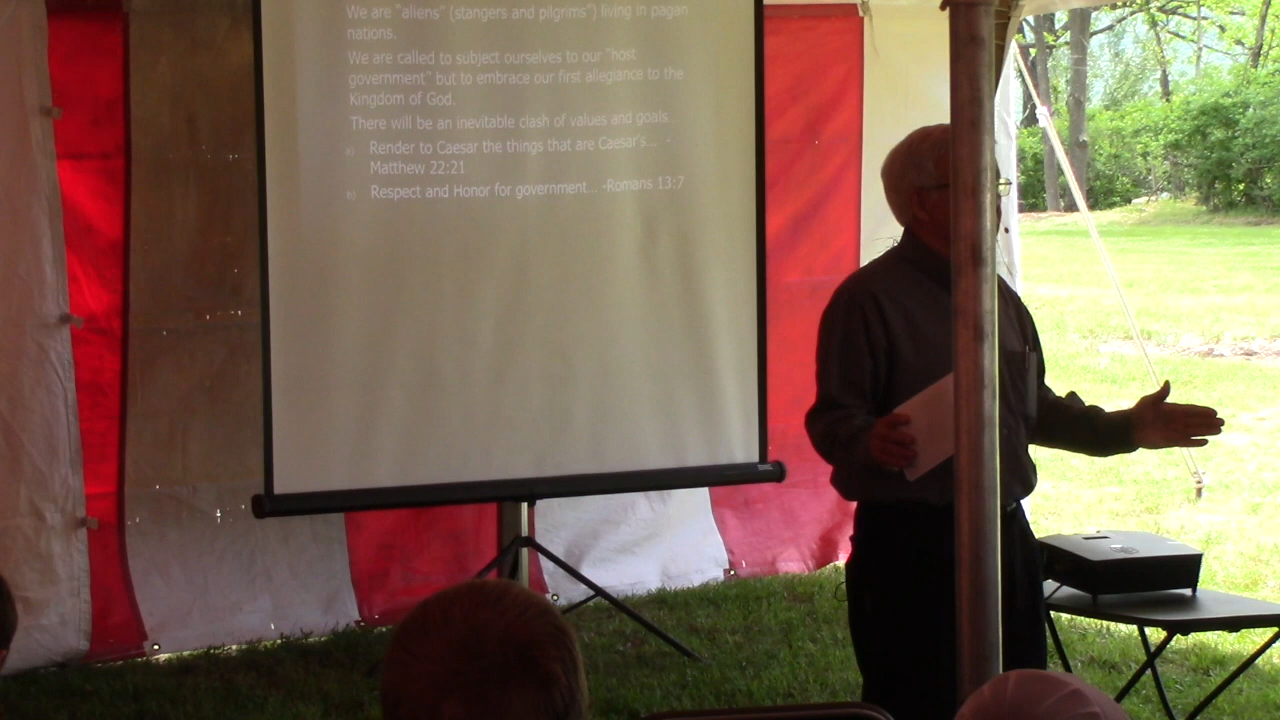 We are "aliens" (stangers and pilgrims") living in pagan
nations.
We are called to subject ourselves to our "host
government" but to embrace our first allegiance to the
Kingdom of God.
There will be an inevitable clash of values and goals.
a) Render to Caesar the things that are Caesar's... -
Matthew 22:21
b) Respect and Honor for government... -Romans 13:7